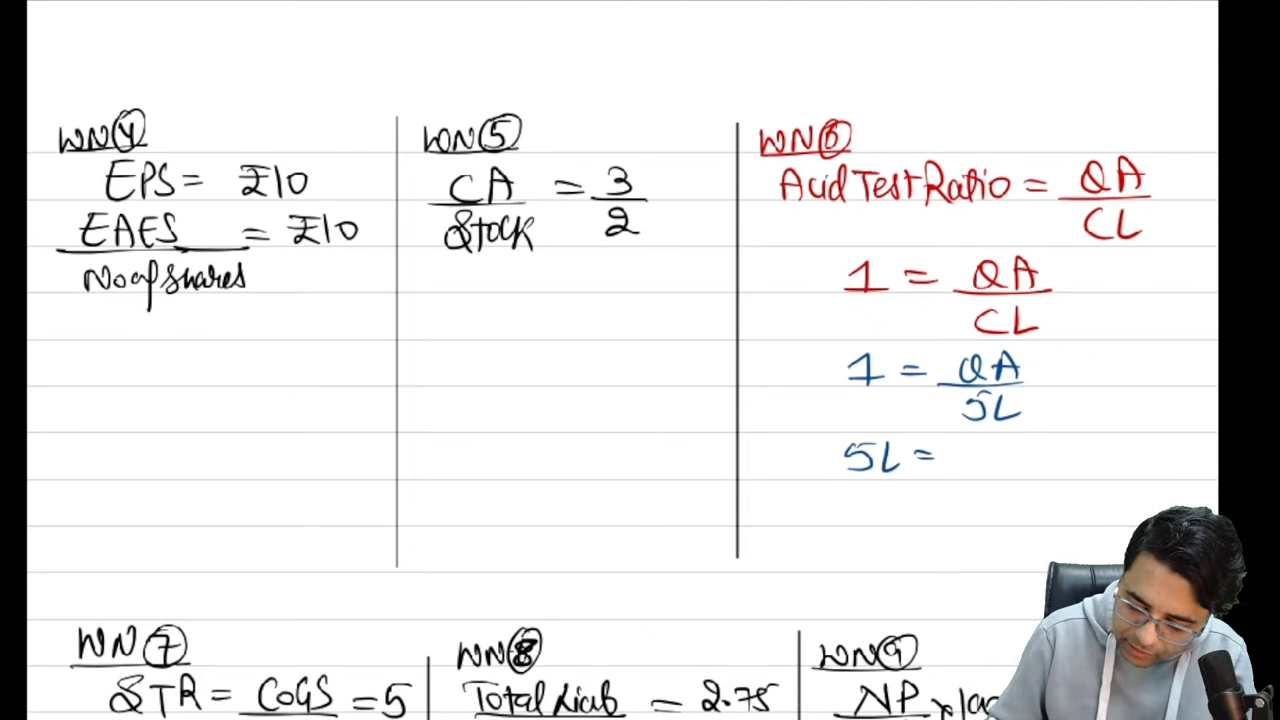 WN④
EPS = ₹10
EAES = ₹10
No of shares
WN⑤
CA = 3
Stock 2
WN⑥
Acid Test Ratio = QA
CL
1 = QA
CL
1 = QA
5L
5L =
WN⑦
STR = COGS = 5
WN⑧
Total Liab = 2.75
WN⑨
NP x100